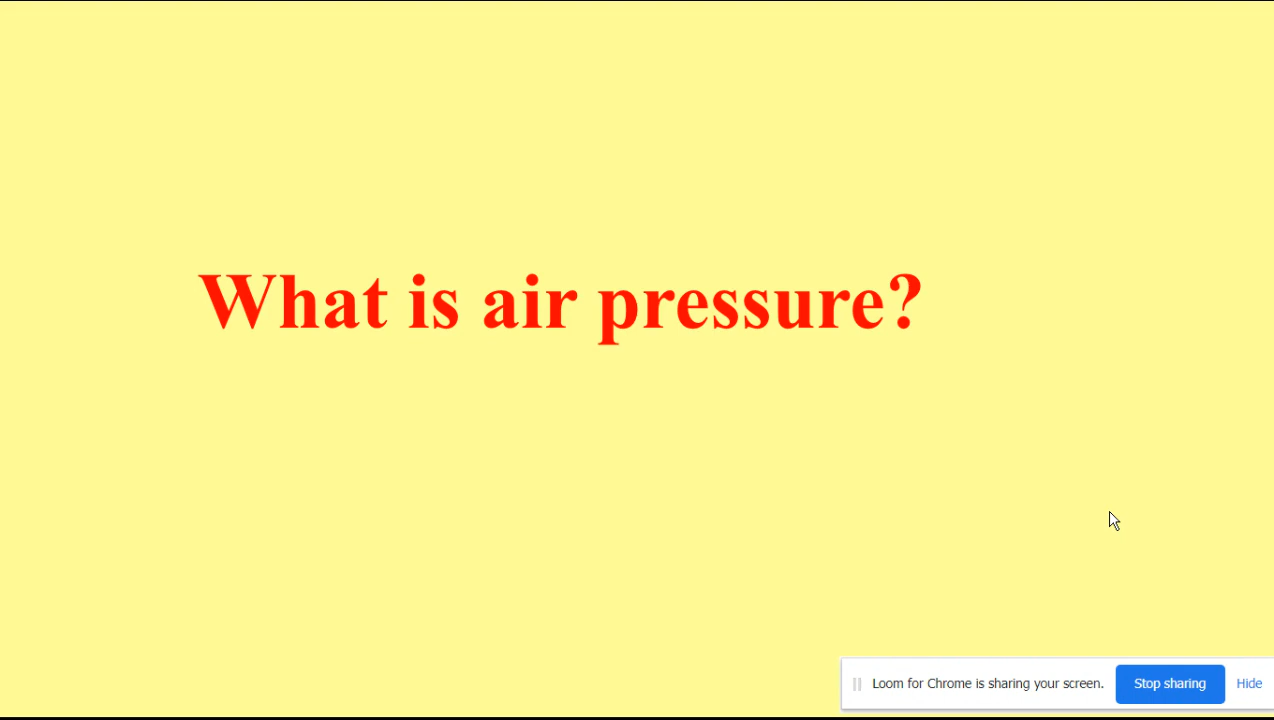 What is air pressure?
Loom for Chrome is sharing your screen. Stop sharing Hide